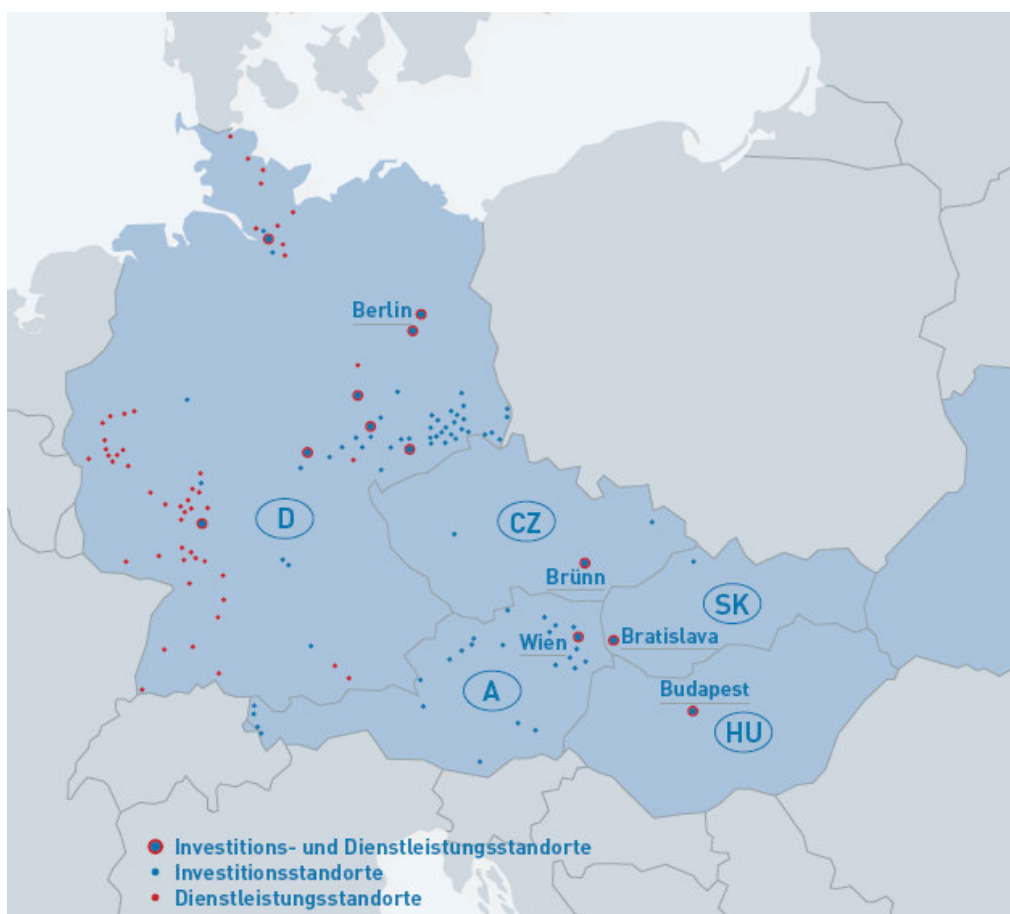 Berlin
D
CZ
Brünn
SK
Wien
Bratislava
A
Budapest
HU
Investitions- und Dienstleistungsstandorte
Investitionsstandorte
Dienstleistungsstandorte